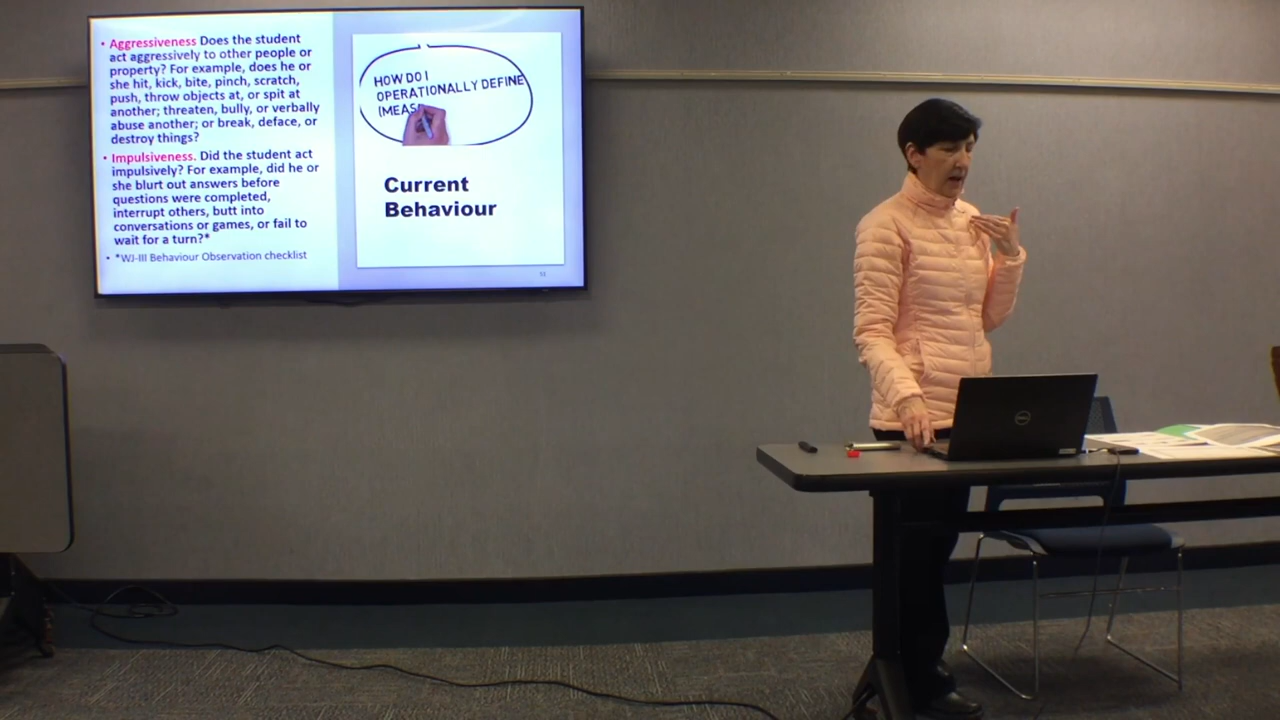 • Aggressiveness Does the student
act aggressively to other people or
property? For example, does he or
she hit, kick, bite, pinch, scratch,
push, throw objects at, or spit at
another; threaten, bully, or verbally
abuse another; or break, deface, or
destroy things?
• Impulsiveness. Did the student act
impulsively? For example, did he or
she blurt out answers before
questions were completed,
interrupt others, butt into
conversations or games, or fail to
wait for a turn?*
• *WJ-III Behaviour Observation checklist
HOW DO I
OPERATIONALLY DEFINE
(MEAS
Current
Behaviour
DELL